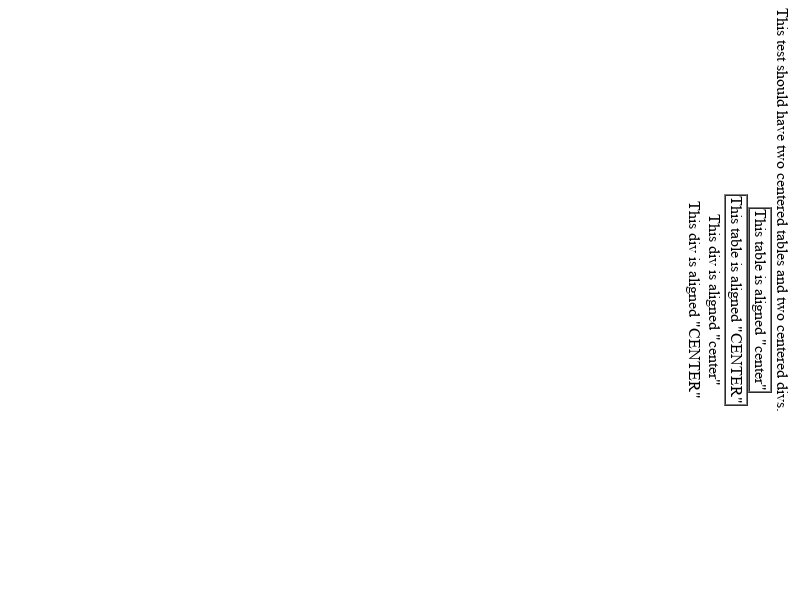 This test should have two centered tables and two centered divs.
This table is aligned "center"
This table is aligned "CENTER"
This div is aligned "center"
This div is aligned "CENTER"